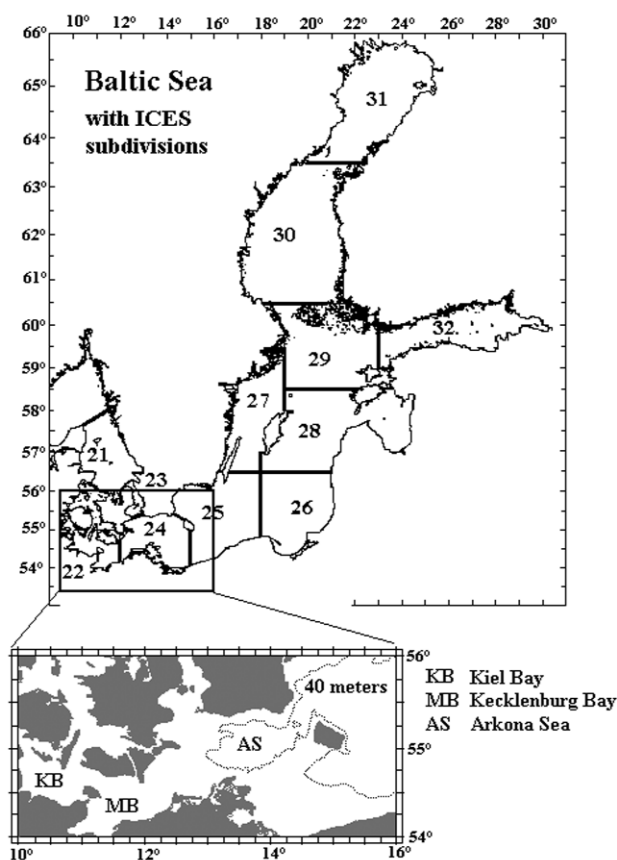 10 12 14 16 18 20 22 24 26 28 30°
66°
65°
64°
63°
62°
61°
60°
59°
58°
57°
56°
55°
54°
Baltic Sea
with ICES
subdivisions
31
30
32
29
27
28
21
23
25
26
24
22
56°
55°
54°
10° 12° 14° 16°
40 meters
AS
KB
MB
KB Kiel Bay
MB Kecklenburg Bay
AS Arkona Sea